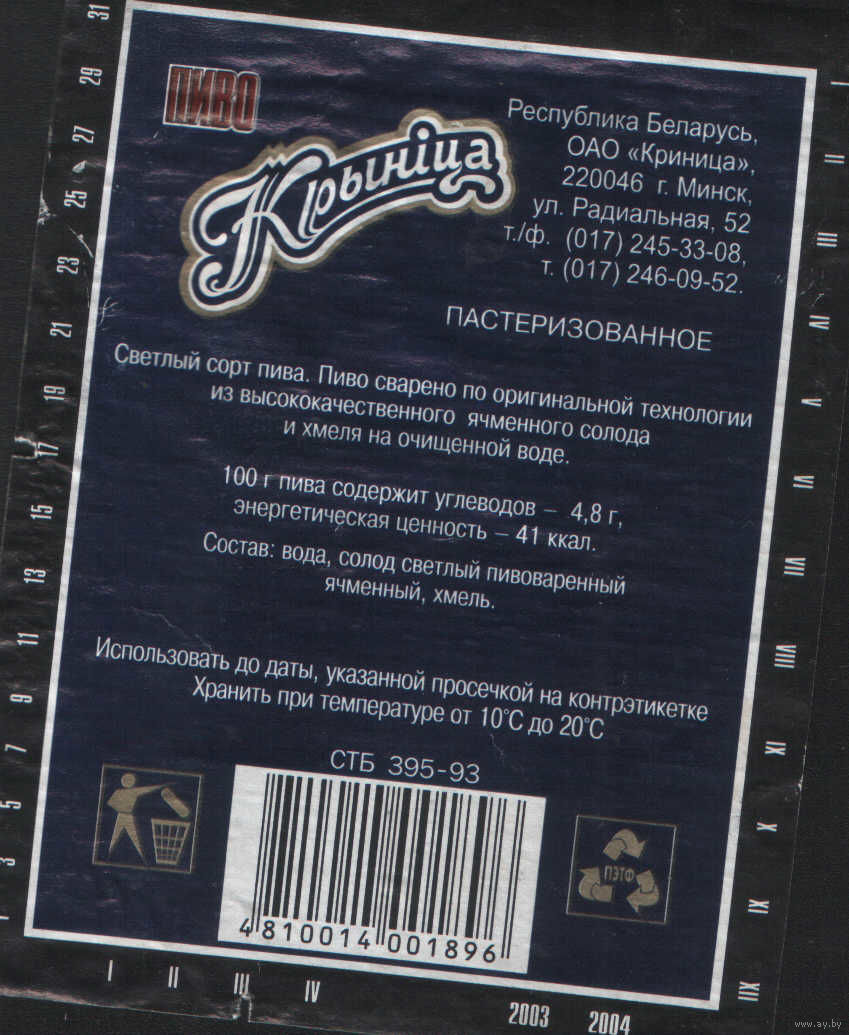 ПИВО
Крыніца
Республика Беларусь,
ОАО «Криница»,
220046 г. Минск,
ул. Радиальная, 52
т./ф. (017) 245-33-08,
т. (017) 246-09-52.
ПАСТЕРИЗОВАННОЕ
Светлый сорт пива. Пиво сварено по оригинальной технологии
из высококачественного ячменного солода
и хмеля на очищенной воде.
100 г пива содержит углеводов – 4,8 г,
энергетическая ценность – 41 ккал.
Состав: вода, солод светлый пивоваренный
ячменный, хмель.
Использовать до даты, указанной просечкой на контрэтикетке
Хранить при температуре от 10°С до 20°С
СТБ 395-93
4 810014 001896
ПЭТФ
31
29
27
25
23
21
19
17
15
13
11
9
7
5
3
1
I
II
III
IV
V
VI
VII
VIII
IX
X
XI
XII
I
II
III
IV
2003
2004
www.ay.by